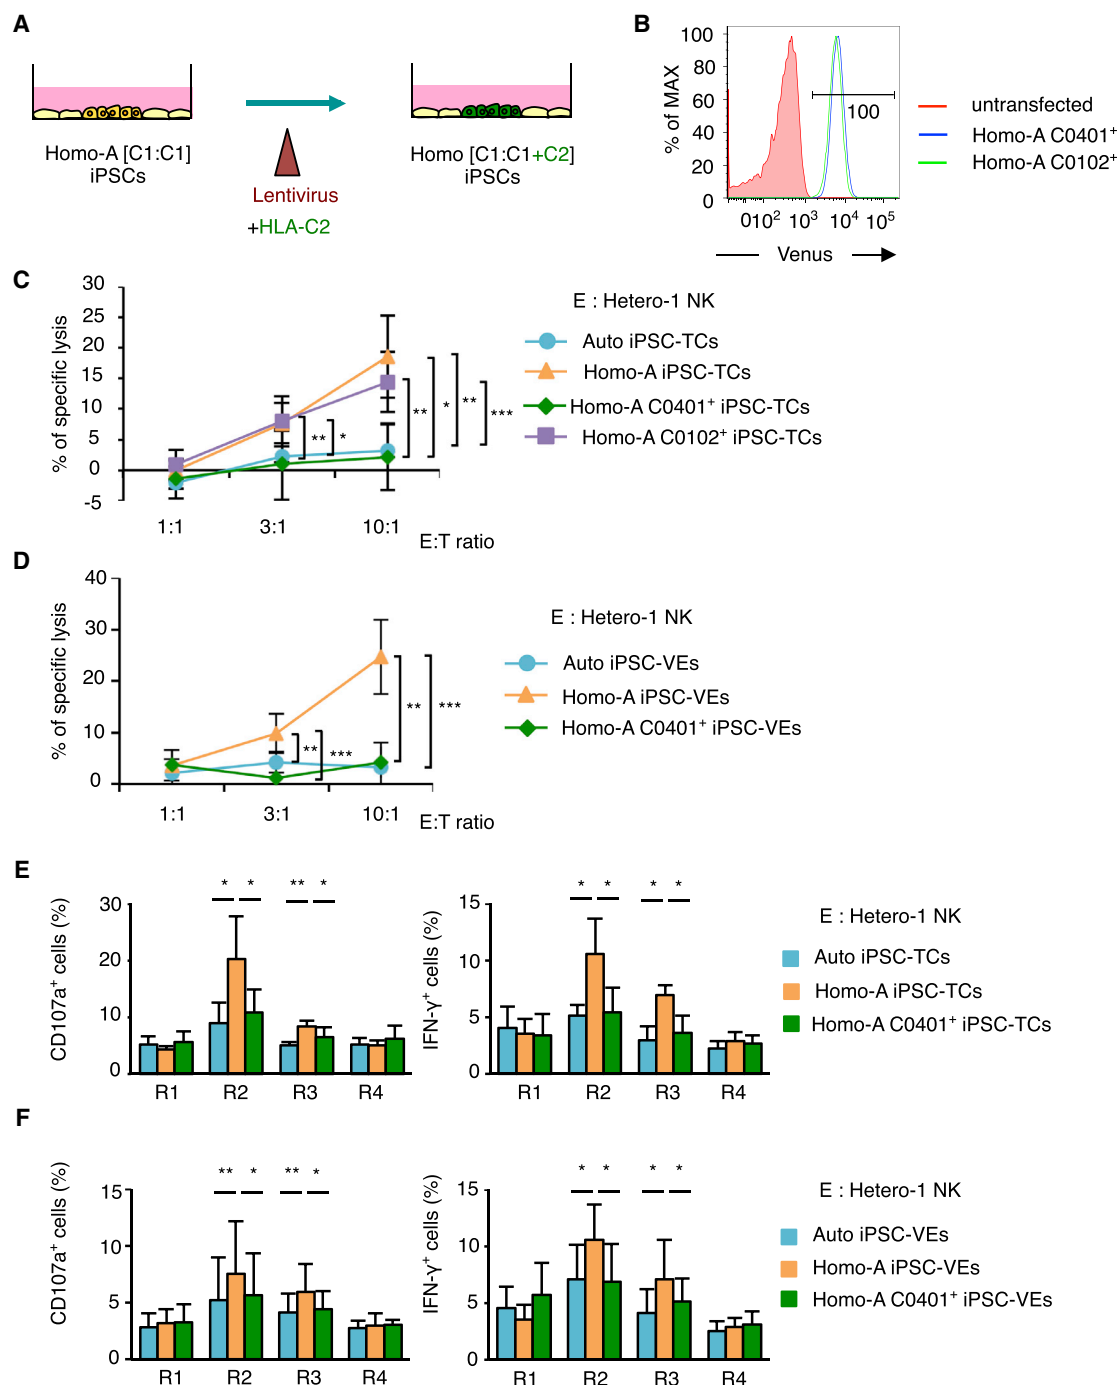 A
Homo-A [C1:C1]
iPSCs
Lentivirus
+HLA-C2
Homo [C1:C1+C2]
iPSCs
B
% of MAX
100
80
60
40
20
0
100
010² 10³ 10⁴ 10⁵
Venus
untransfected
Homo-A C0401⁺
Homo-A C0102⁺
C
% of specific lysis
30
25
20
15
10
5
0
-5
1:1 3:1 10:1
E:T ratio
** * ** * ** ***
E : Hetero-1 NK
Auto iPSC-TCs
Homo-A iPSC-TCs
Homo-A C0401⁺ iPSC-TCs
Homo-A C0102⁺ iPSC-TCs
D
% of specific lysis
40
30
20
10
0
1:1 3:1 10:1
E:T ratio
** *** ** ***
E : Hetero-1 NK
Auto iPSC-VEs
Homo-A iPSC-VEs
Homo-A C0401⁺ iPSC-VEs
E
CD107a⁺ cells (%)
30
20
10
0
* * ** *
R1 R2 R3 R4
IFN-γ⁺ cells (%)
15
10
5
0
* * * *
R1 R2 R3 R4
E : Hetero-1 NK
Auto iPSC-TCs
Homo-A iPSC-TCs
Homo-A C0401⁺ iPSC-TCs
F
CD107a⁺ cells (%)
15
10
5
0
** * ** *
R1 R2 R3 R4
IFN-γ⁺ cells (%)
15
10
5
0
* * * *
R1 R2 R3 R4
E : Hetero-1 NK
Auto iPSC-VEs
Homo-A iPSC-VEs
Homo-A C0401⁺ iPSC-VEs